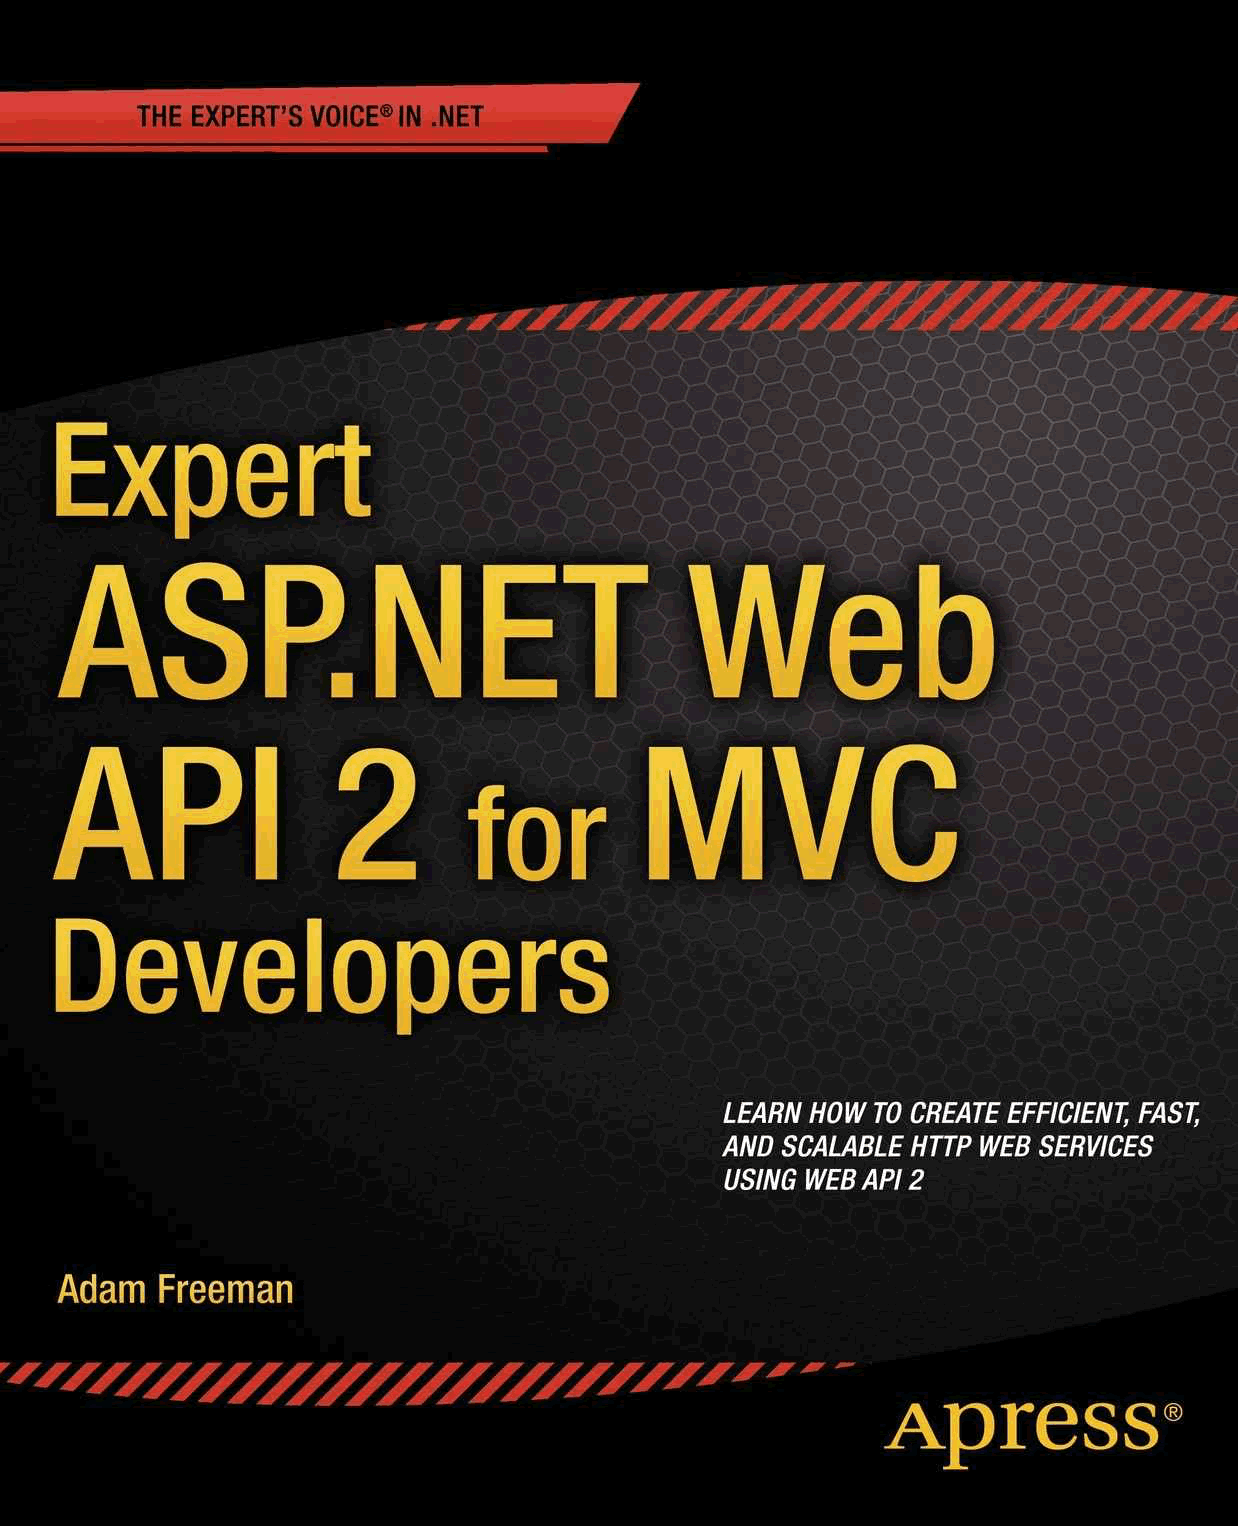 THE EXPERT'S VOICE® IN .NET
Expert
ASP.NET Web
API 2 for MVC
Developers
LEARN HOW TO CREATE EFFICIENT, FAST,
AND SCALABLE HTTP WEB SERVICES
USING WEB API 2
Adam Freeman
Apress®